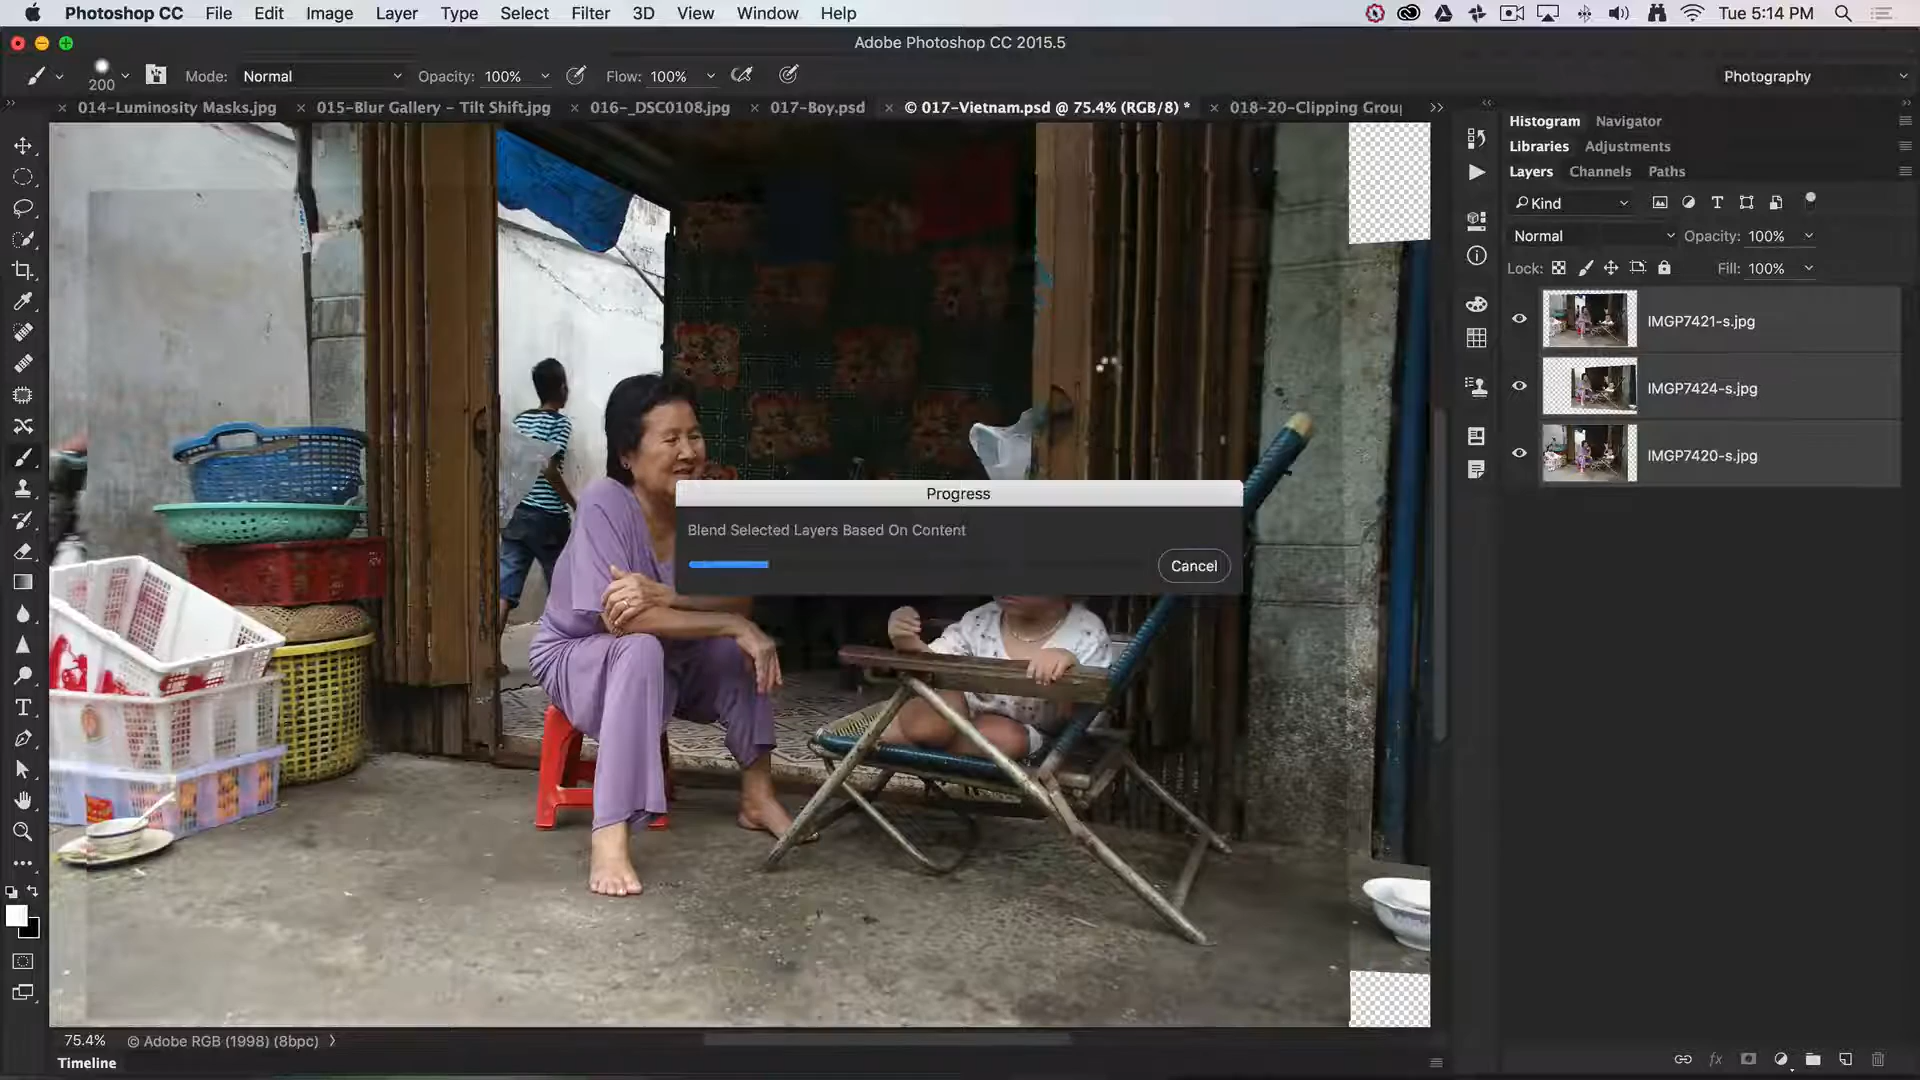 Photoshop CC File Edit Image Layer Type Select Filter 3D View Window Help Tue 5:14 PM
Adobe Photoshop CC 2015.5
200 Mode: Normal Opacity: 100% Flow: 100% Photography
014-Luminosity Masks.jpg 015-Blur Gallery - Tilt Shift.jpg 016-_DSC0108.jpg 017-Boy.psd © 017-Vietnam.psd @ 75.4% (RGB/8) * 018-20-Clipping Grou
Histogram Navigator
Libraries Adjustments
Layers Channels Paths
Kind
Normal Opacity: 100%
Lock: Fill: 100%
IMGP7421-s.jpg
IMGP7424-s.jpg
IMGP7420-s.jpg
Progress
Blend Selected Layers Based On Content
Cancel
75.4% © Adobe RGB (1998) (8bpc)
Timeline